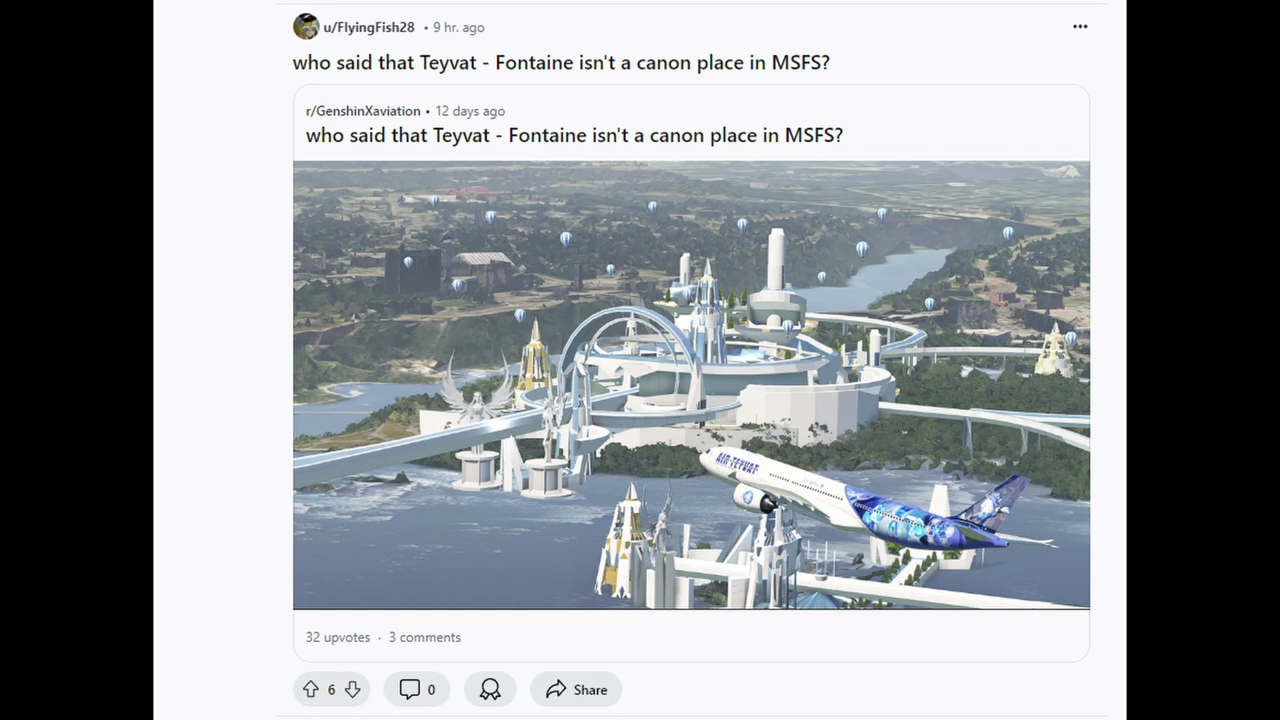 u/FlyingFish28 • 9 hr. ago
who said that Teyvat - Fontaine isn't a canon place in MSFS?
r/GenshinXaviation • 12 days ago
who said that Teyvat - Fontaine isn't a canon place in MSFS?
AIR TEYVAT
32 upvotes · 3 comments
6
0
Share